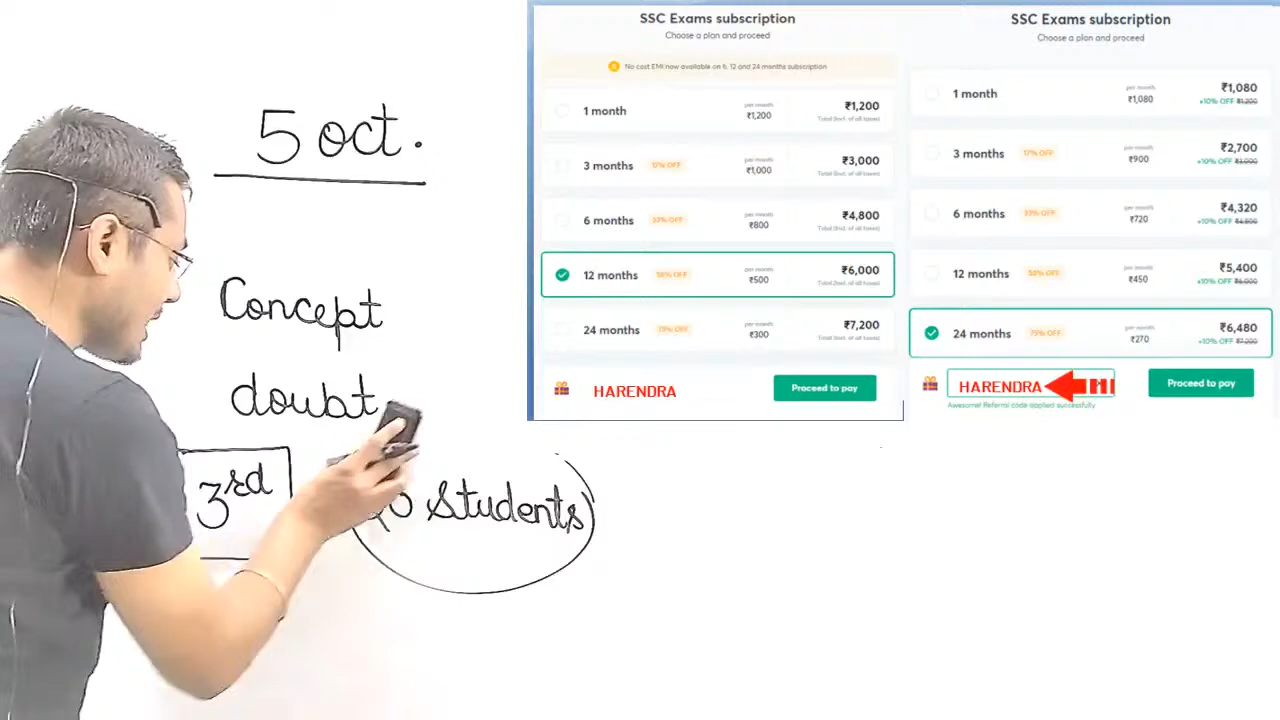 5 oct.
Concept
doubt
3rd
students
SSC Exams subscription
Choose a plan and proceed
No cost EMI now available on 6, 12 and 24 months subscription
1 month per month ₹1,200 ₹1,200 Total (Incl. of all taxes)
3 months 17% OFF per month ₹1,000 ₹3,000 Total (Incl. of all taxes)
6 months 33% OFF per month ₹800 ₹4,800 Total (Incl. of all taxes)
12 months 58% OFF per month ₹500 ₹6,000 Total (Incl. of all taxes)
24 months 75% OFF per month ₹300 ₹7,200 Total (Incl. of all taxes)
HARENDRA Proceed to pay
SSC Exams subscription
Choose a plan and proceed
1 month per month ₹1,080 ₹1,080 +10% OFF ₹1,200
3 months 17% OFF per month ₹900 ₹2,700 +10% OFF ₹3,000
6 months 33% OFF per month ₹720 ₹4,320 +10% OFF ₹4,800
12 months 58% OFF per month ₹450 ₹5,400 +10% OFF ₹6,000
24 months 75% OFF per month ₹270 ₹6,480 +10% OFF ₹7,200
HARENDRA Proceed to pay
Awesome! Referral code applied successfully